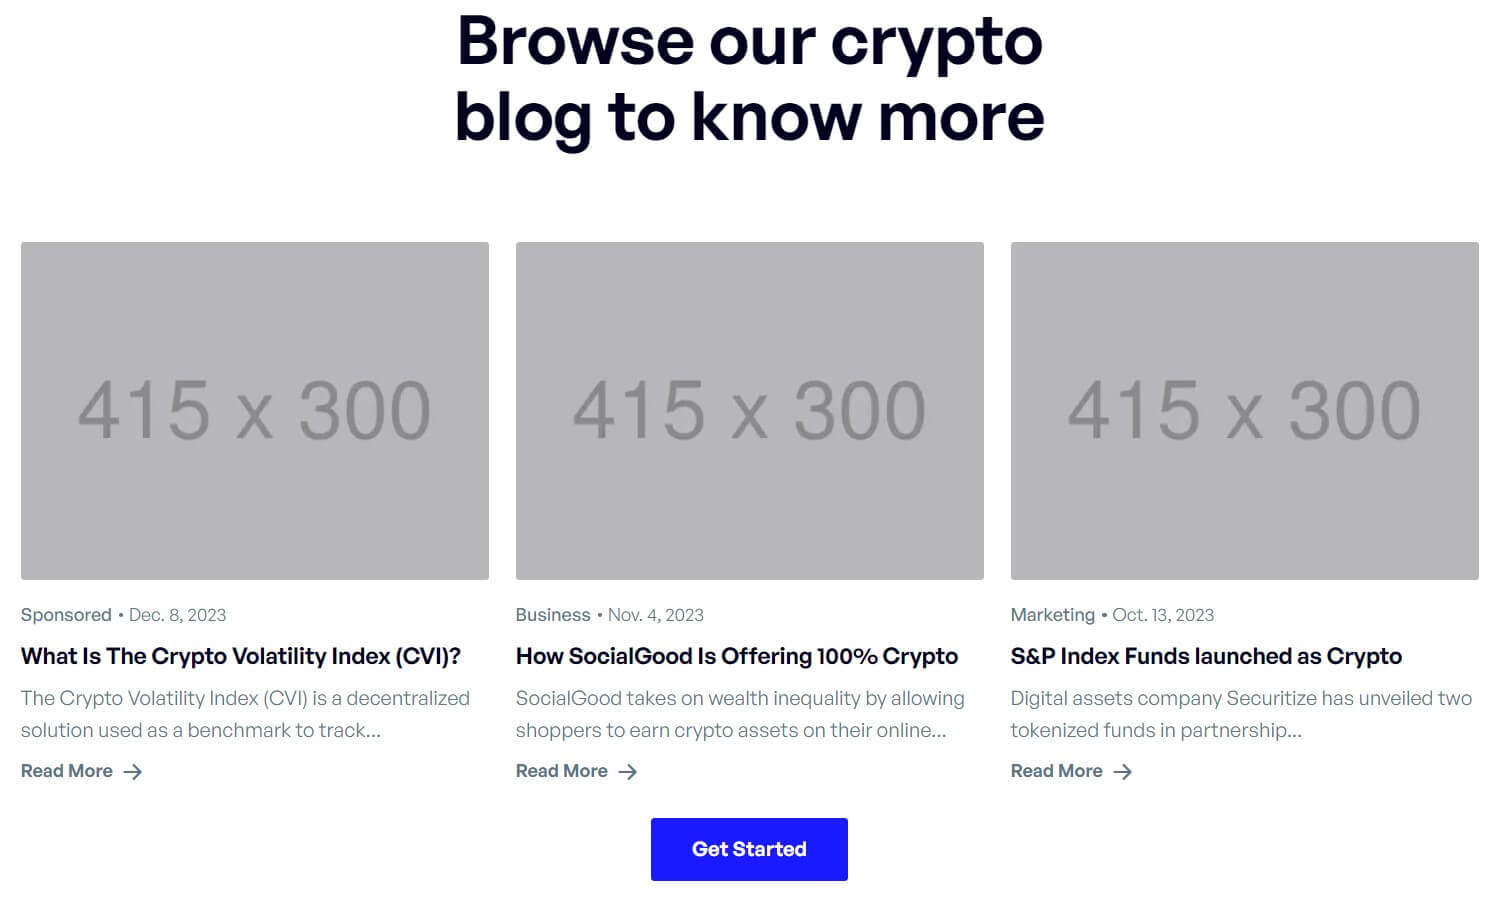 Browse our crypto
blog to know more
415 x 300
415 x 300
415 x 300
Sponsored • Dec. 8, 2023
What Is The Crypto Volatility Index (CVI)?
The Crypto Volatility Index (CVI) is a decentralized
solution used as a benchmark to track...
Read More →
Business • Nov. 4, 2023
How SocialGood Is Offering 100% Crypto
SocialGood takes on wealth inequality by allowing
shoppers to earn crypto assets on their online...
Read More →
Marketing • Oct. 13, 2023
S&P Index Funds launched as Crypto
Digital assets company Securitize has unveiled two
tokenized funds in partnership...
Read More →
Get Started